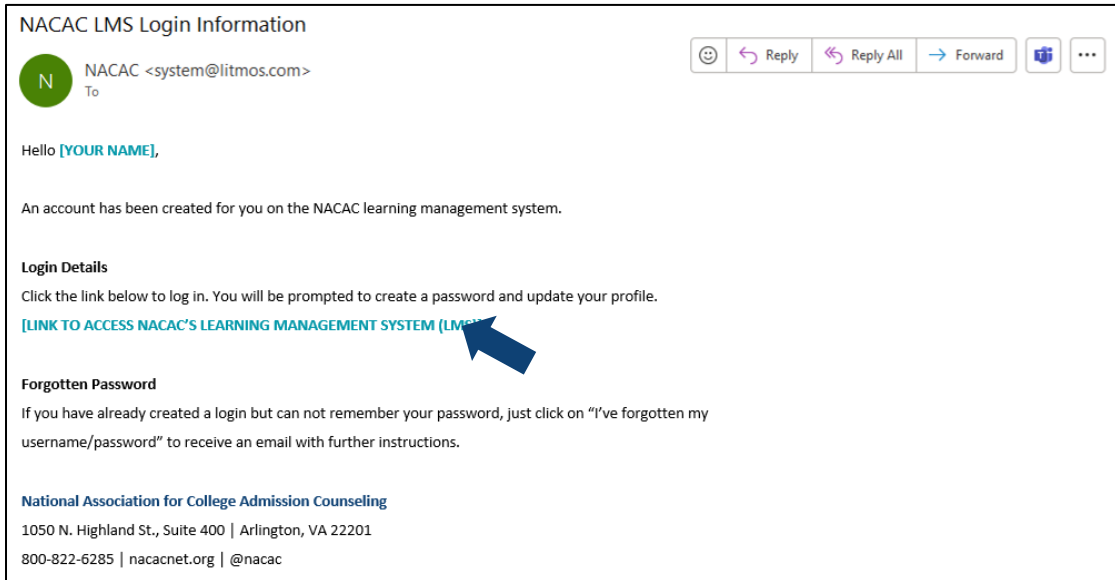 NACAC LMS Login Information
N
NACAC <system@litmos.com>
To
Reply
Reply All
Forward
Hello [YOUR NAME],
An account has been created for you on the NACAC learning management system.
Login Details
Click the link below to log in. You will be prompted to create a password and update your profile.
[LINK TO ACCESS NACAC’S LEARNING MANAGEMENT SYSTEM (LMS)]
Forgotten Password
If you have already created a login but can not remember your password, just click on “I’ve forgotten my
username/password” to receive an email with further instructions.
National Association for College Admission Counseling
1050 N. Highland St., Suite 400 | Arlington, VA 22201
800-822-6285 | nacacnet.org | @nacac